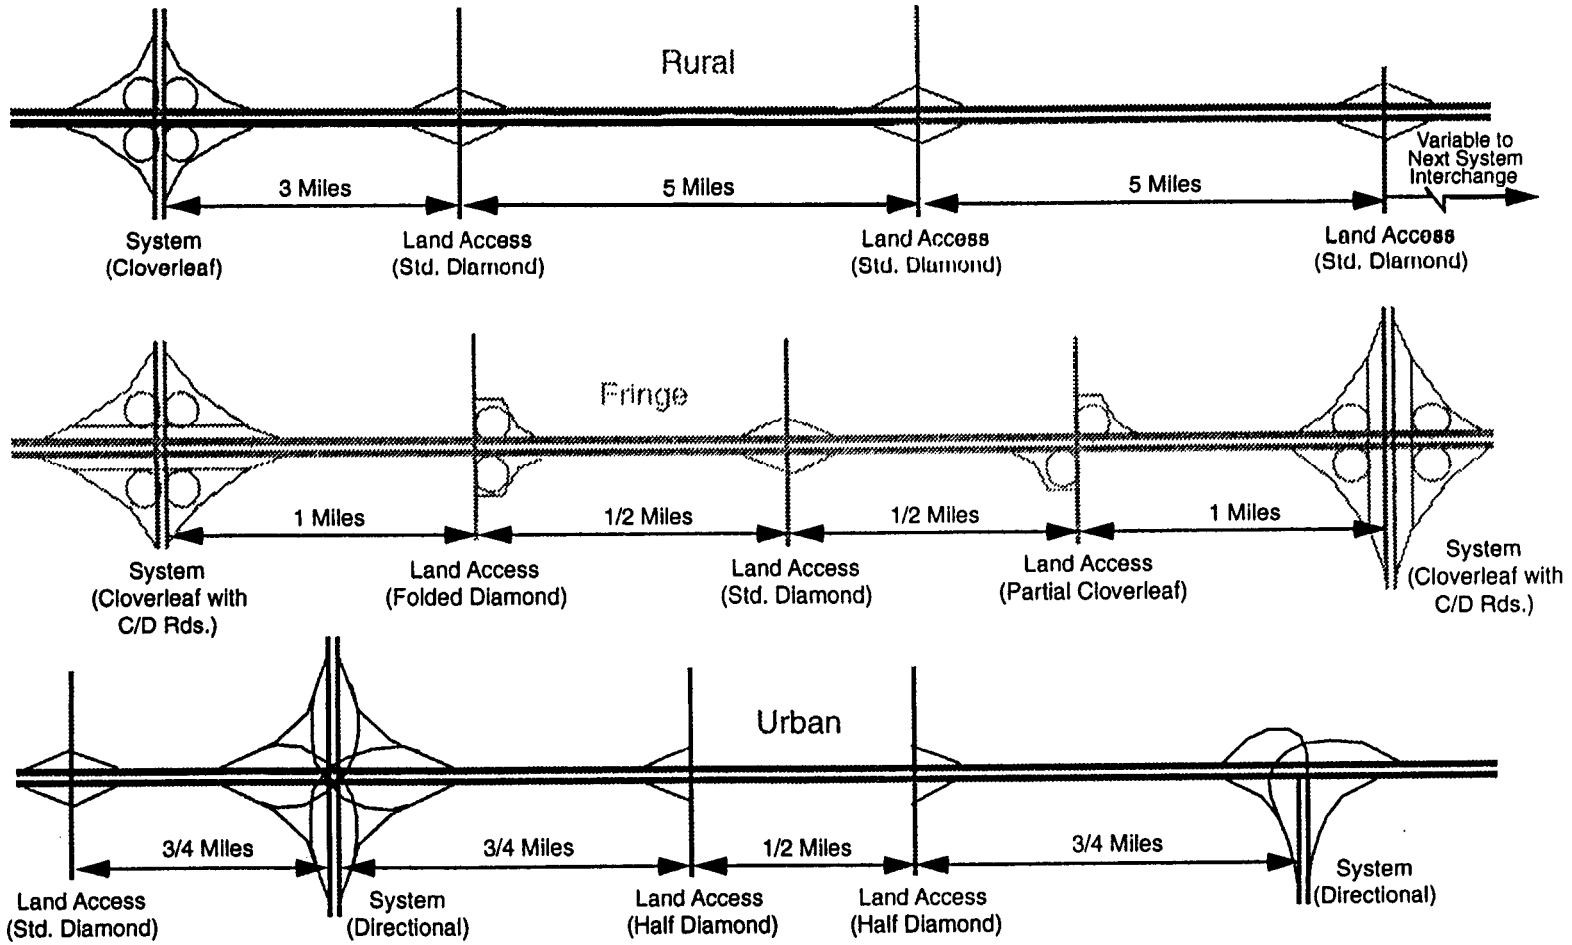 Rural
Variable to
Next System
Interchange
3 Miles
5 Miles
5 Miles
System
(Cloverleaf)
Land Access
(Std. Diamond)
Land Access
(Std. Diamond)
Land Access
(Std. Diamond)
Fringe
1 Miles
1/2 Miles
1/2 Miles
1 Miles
System
(Cloverleaf with
C/D Rds.)
Land Access
(Folded Diamond)
Land Access
(Std. Diamond)
Land Access
(Partial Cloverleaf)
System
(Cloverleaf with
C/D Rds.)
Urban
3/4 Miles
3/4 Miles
1/2 Miles
3/4 Miles
Land Access
(Std. Diamond)
System
(Directional)
Land Access
(Half Diamond)
Land Access
(Half Diamond)
System
(Directional)